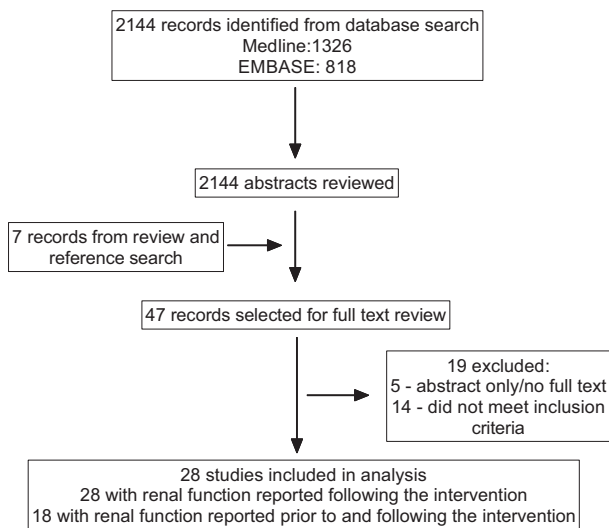 2144 records identified from database search
Medline:1326
EMBASE: 818
2144 abstracts reviewed
7 records from review and
reference search
47 records selected for full text review
19 excluded:
5 - abstract only/no full text
14 - did not meet inclusion
criteria
28 studies included in analysis
28 with renal function reported following the intervention
18 with renal function reported prior to and following the intervention